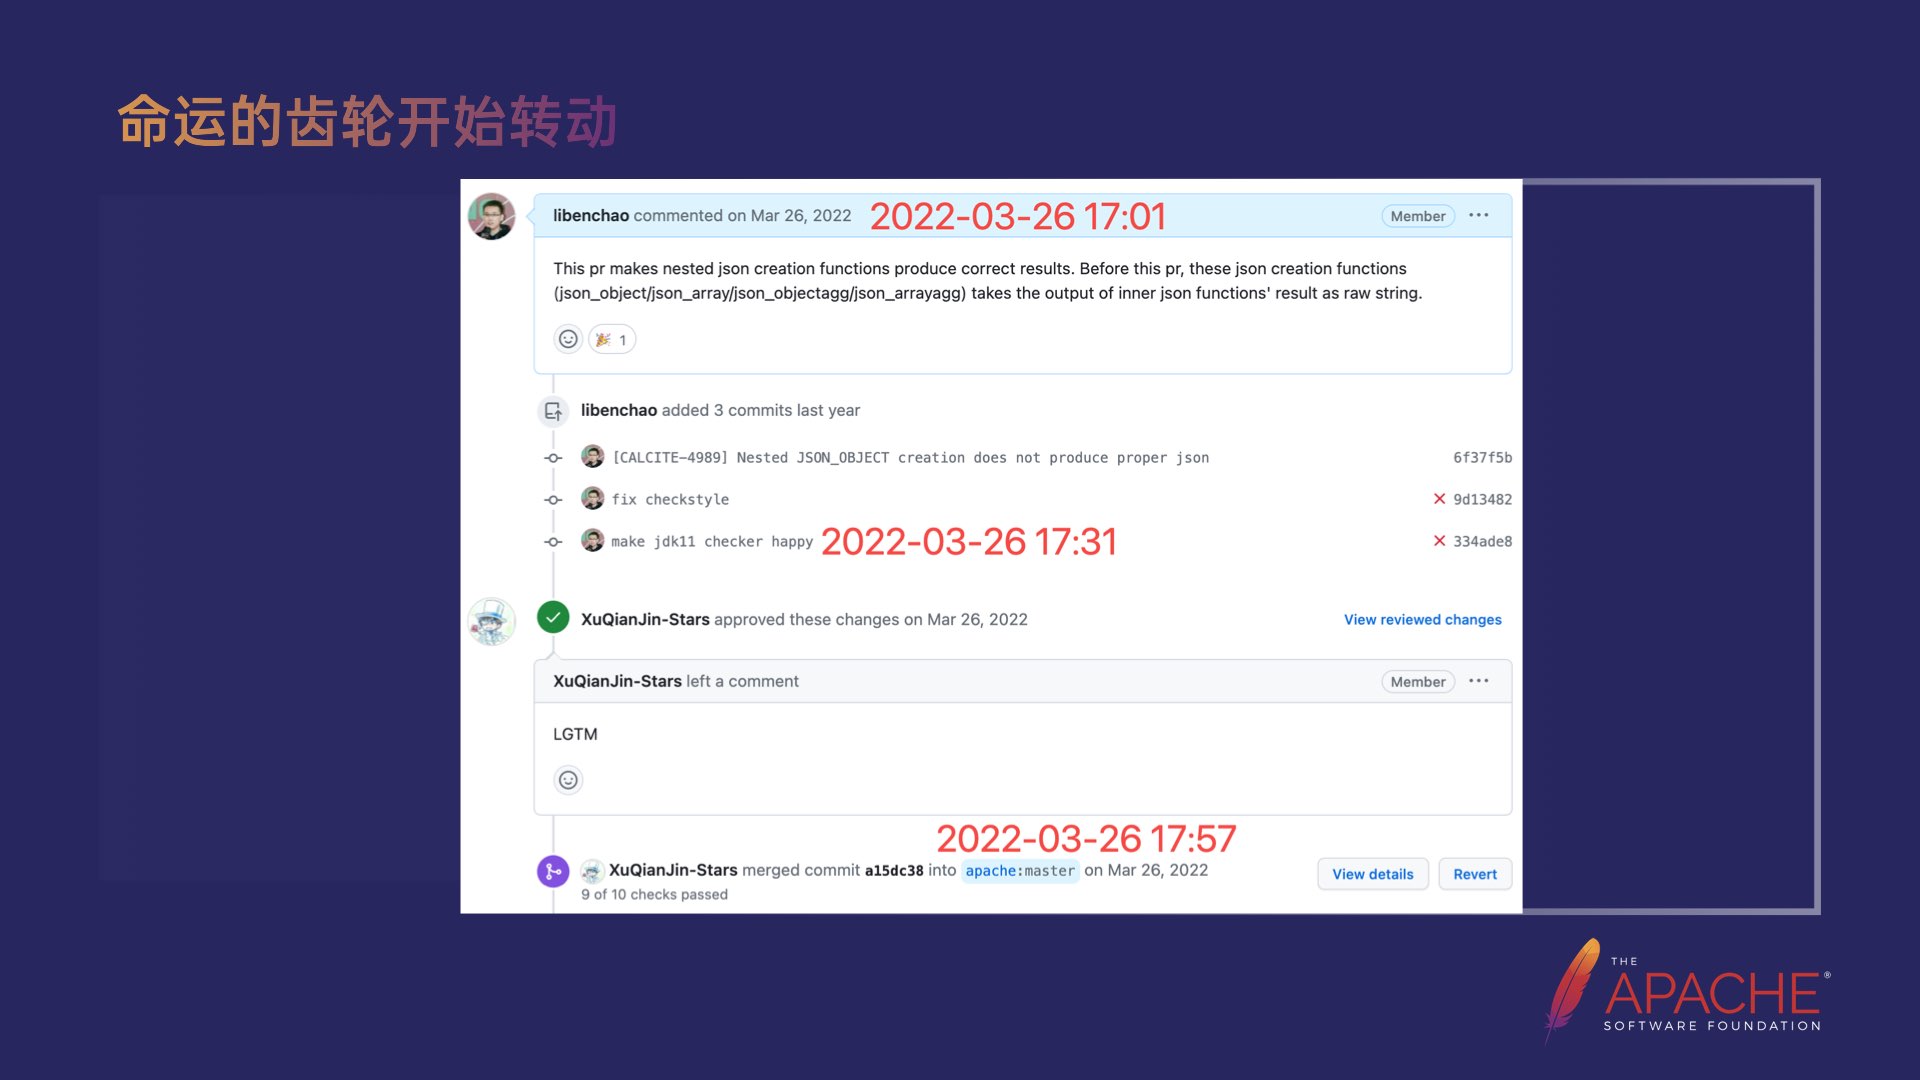 命运的齿轮开始转动
libenchao commented on Mar 26, 2022 2022-03-26 17:01 Member ...
This pr makes nested json creation functions produce correct results. Before this pr, these json creation functions
(json_object/json_array/json_objectagg/json_arrayagg) takes the output of inner json functions' result as raw string.
1
libenchao added 3 commits last year
[CALCITE-4989] Nested JSON_OBJECT creation does not produce proper json 6f37f5b
fix checkstyle 9d13482
make jdk11 checker happy 2022-03-26 17:31 334ade8
XuQianJin-Stars approved these changes on Mar 26, 2022 View reviewed changes
XuQianJin-Stars left a comment Member ...
LGTM
2022-03-26 17:57
XuQianJin-Stars merged commit a15dc38 into apache:master on Mar 26, 2022 View details Revert
9 of 10 checks passed
THE
APACHE®
SOFTWARE FOUNDATION